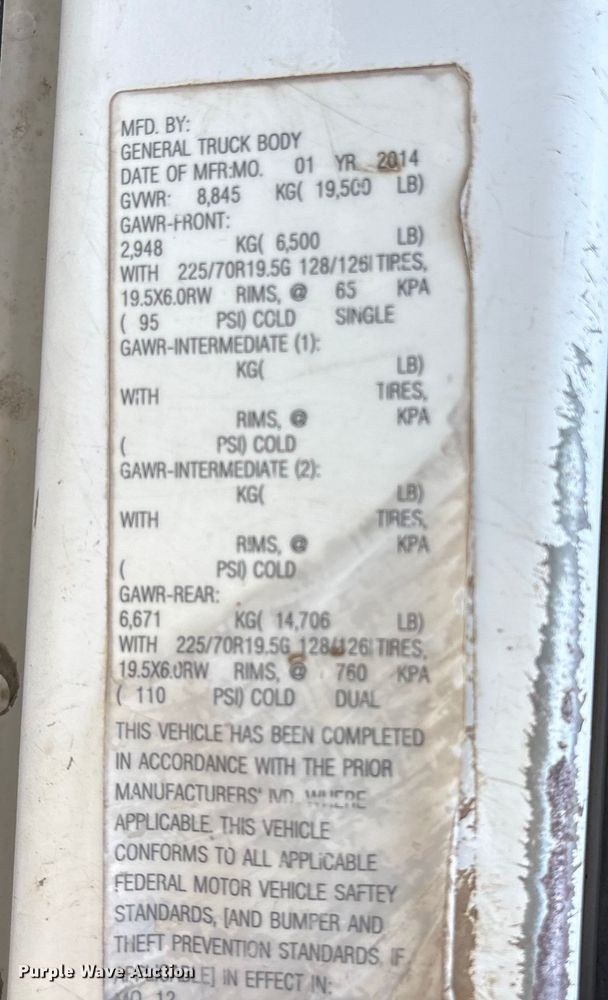 MFD. BY:
GENERAL TRUCK BODY
DATE OF MFR:MO. 01 YR 2014
GVWR: 8,845 KG( 19,500 LB)
GAWR-FRONT:
2,948 KG( 6,500 LB)
WITH 225/70R19.5G 128/126I TIRES,
19.5X6.0RW RIMS, @ 65 KPA
( 95 PSI) COLD SINGLE
GAWR-INTERMEDIATE (1):
KG( LB)
WITH TIRES,
RIMS, @ KPA
( PSI) COLD
GAWR-INTERMEDIATE (2):
KG( LB)
WITH TIRES,
RIMS, @ KPA
( PSI) COLD
GAWR-REAR:
6,671 KG( 14,706 LB)
WITH 225/70R19.5G 128/126I TIRES,
19.5X6.0RW RIMS, @ 760 KPA
( 110 PSI) COLD DUAL
THIS VEHICLE HAS BEEN COMPLETED
IN ACCORDANCE WITH THE PRIOR
MANUFACTURERS' IVD. WHERE
APPLICABLE, THIS VEHICLE
CONFORMS TO ALL APPLICABLE
FEDERAL MOTOR VEHICLE SAFTEY
STANDARDS, [AND BUMPER AND
THEFT PREVENTION STANDARDS, IF
APPLICABLE] IN EFFECT IN:
Purple Wave Auction